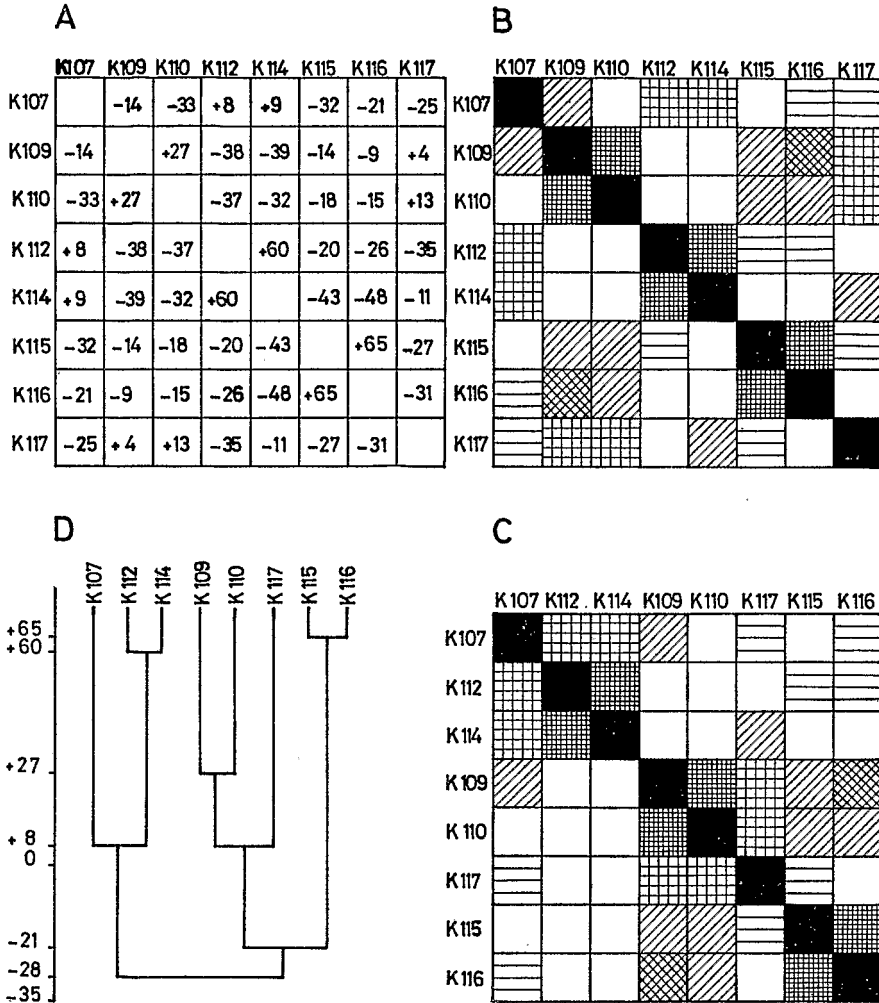 A
K107 K109 K110 K112 K114 K115 K116 K117
K107 -14 -33 +8 +9 -32 -21 -25
K109 -14 +27 -38 -39 -14 -9 +4
K110 -33 +27 -37 -32 -18 -15 +13
K112 +8 -38 -37 +60 -20 -26 -35
K114 +9 -39 -32 +60 -43 -48 -11
K115 -32 -14 -18 -20 -43 +65 -27
K116 -21 -9 -15 -26 -48 +65 -31
K117 -25 +4 +13 -35 -11 -27 -31
B
K107 K109 K110 K112 K114 K115 K116 K117
K107
K109
K110
K112
K114
K115
K116
K117
D
K107 K112 K114 K109 K110 K117 K115 K116
+65
+60
+27
+8
0
-21
-28
-35
C
K107 K112 K114 K109 K110 K117 K115 K116
K107
K112
K114
K109
K110
K117
K115
K116